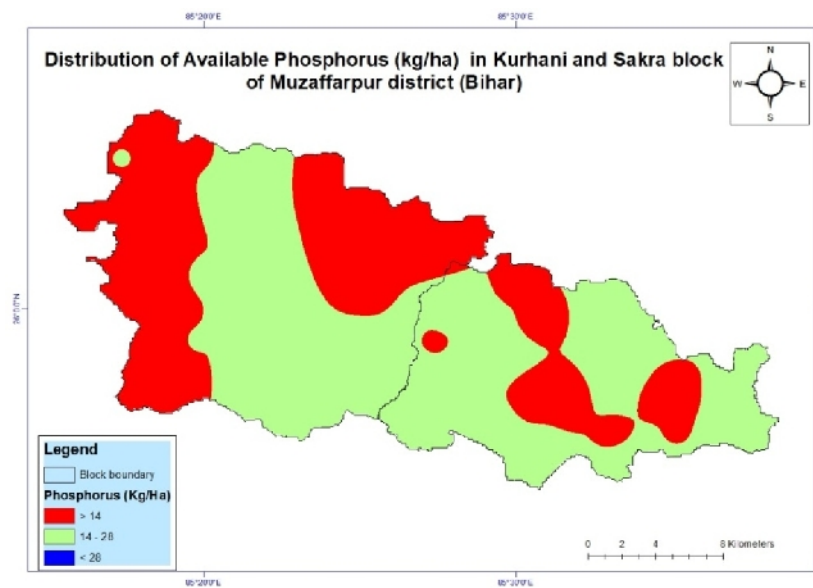 85°20'0"E 85°30'0"E
Distribution of Available Phosphorus (kg/ha) in Kurhani and Sakra block
of Muzaffarpur district (Bihar)
N
W E
S
Legend
Block boundary
Phosphorus (Kg/Ha)
> 14
14 - 28
< 28
0 2 4 8 Kilometers
85°20'0"E 85°30'0"E